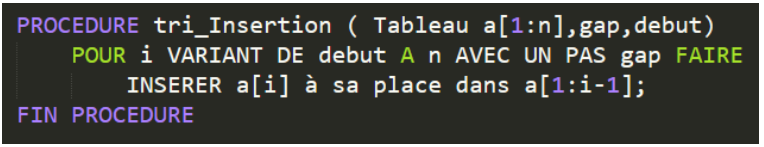 PROCEDURE tri_Insertion ( Tableau a[1:n],gap,debut)
POUR i VARIANT DE debut A n AVEC UN PAS gap FAIRE
INSERER a[i] à sa place dans a[1:i-1];
FIN PROCEDURE